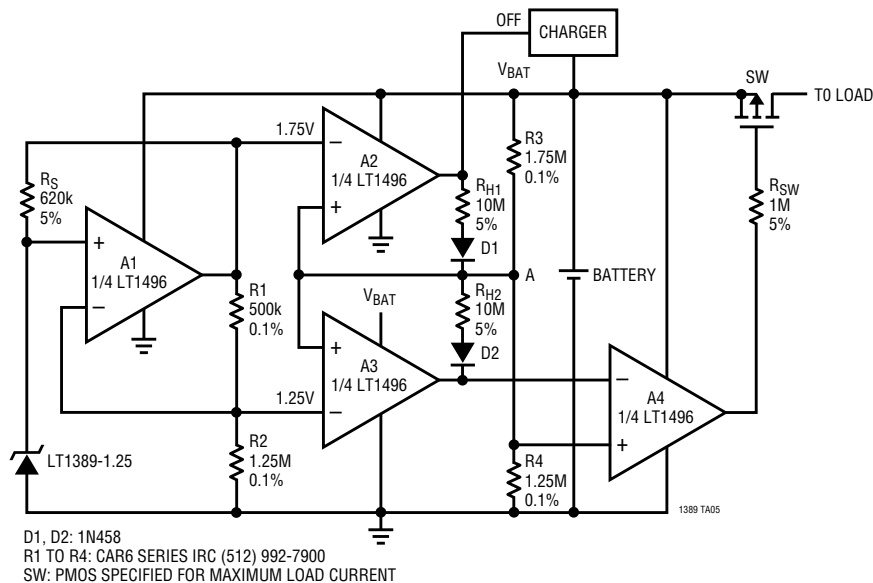 OFF
CHARGER
VBAT
SW
TO LOAD
1.75V
−
A2
1/4 LT1496
+
R3
1.75M
0.1%
RS
620k
5%
RH1
10M
5%
RSW
1M
5%
+
A1
1/4 LT1496
−
D1
A
BATTERY
R1
500k
0.1%
VBAT
RH2
10M
5%
+
A3
1/4 LT1496
−
D2
1.25V
−
A4
1/4 LT1496
+
LT1389-1.25
R2
1.25M
0.1%
R4
1.25M
0.1%
1389 TA05
D1, D2: 1N458
R1 TO R4: CAR6 SERIES IRC (512) 992-7900
SW: PMOS SPECIFIED FOR MAXIMUM LOAD CURRENT